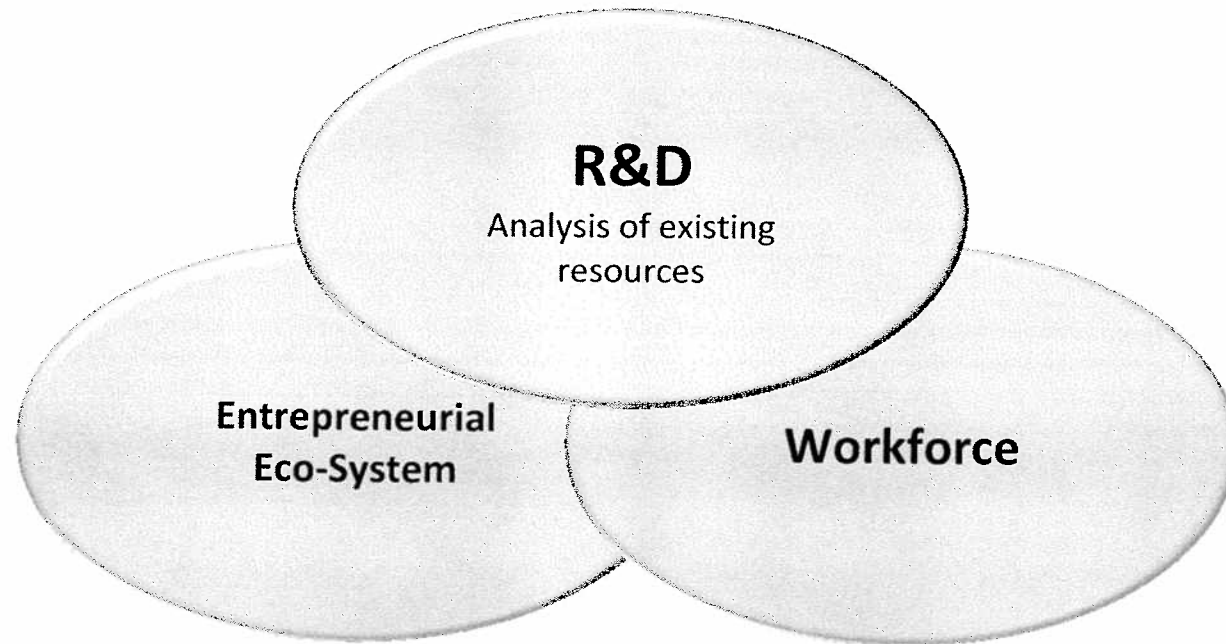 R&D
Analysis of existing
resources
Entrepreneurial
Eco-System
Workforce